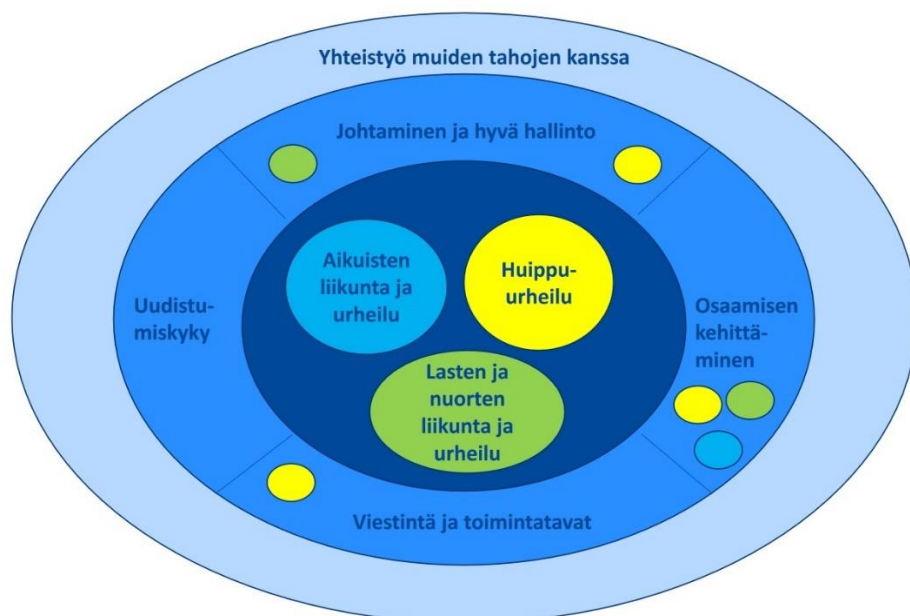 Yhteistyö muiden tahojen kanssa
Johtaminen ja hyvä hallinto
Aikuisten
liikunta ja
urheilu
Huippu-
urheilu
Uudistu-
miskyky
Osaamisen
kehittä-
minen
Lasten ja
nuorten
liikunta ja
urheilu
Viestintä ja toimintatavat